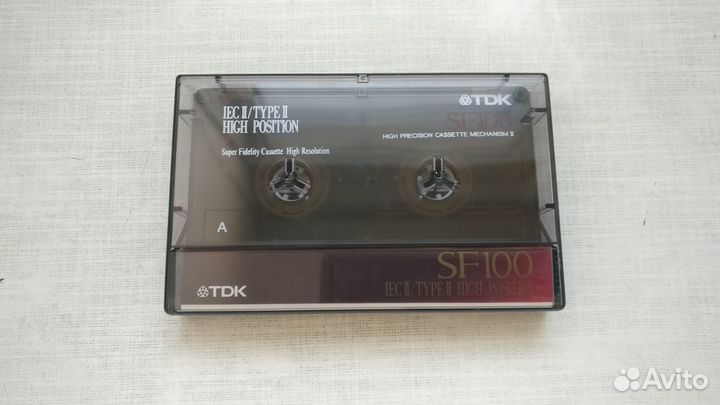 IEC II/TYPE II
HIGH POSITION
TDK
SF100
HIGH PRECISION CASSETTE MECHANISM II
Super Fidelity Cassette High Resolution
A
SF100
IEC II/TYPE II HIGH POSITION
TDK
Avito